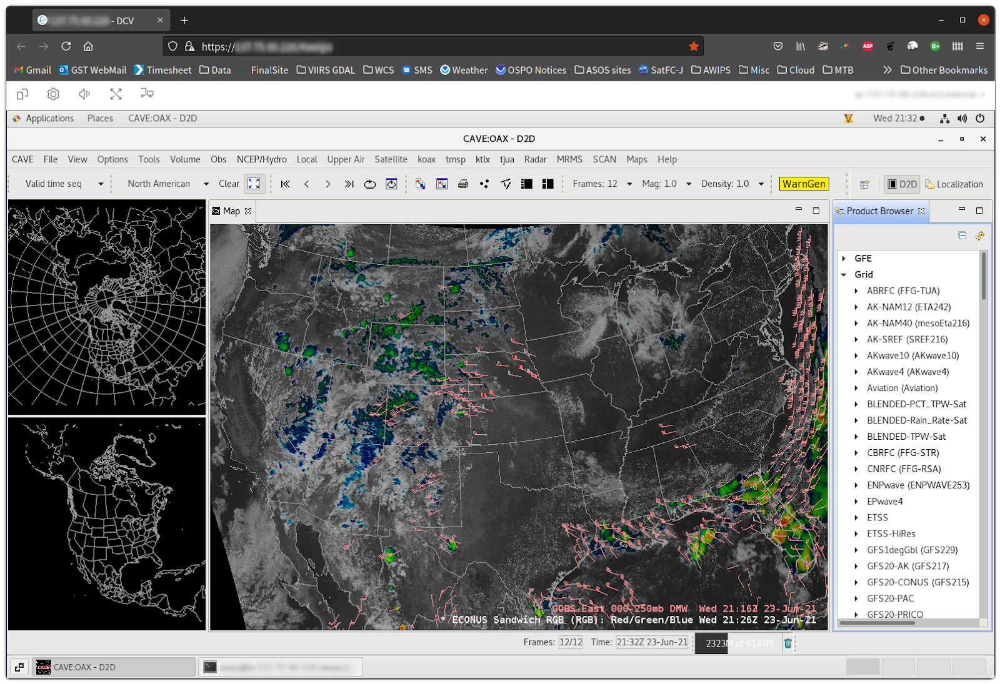 - DCV
https://
Gmail GST WebMail Timesheet Data FinalSite VIIRS GDAL WCS SMS Weather OSPO Notices ASOS sites SatFC-J AWIPS Misc Cloud MTB Other Bookmarks
Applications Places CAVE:OAX - D2D Wed 21:32
CAVE:OAX - D2D
CAVE File View Options Tools Volume Obs NCEP/Hydro Local Upper Air Satellite koax tmsp ktlx tjua Radar MRMS SCAN Maps Help
Valid time seq North American Clear Frames: 12 Mag: 1.0 Density: 1.0 WarnGen D2D Localization
Map
Product Browser
GFE
Grid
ABRFC (FFG-TUA)
AK-NAM12 (ETA242)
AK-NAM40 (mesoEta216)
AK-SREF (SREF216)
AKwave10 (AKwave10)
AKwave4 (AKwave4)
Aviation (Aviation)
BLENDED-PCT_TPW-Sat
BLENDED-Rain_Rate-Sat
BLENDED-TPW-Sat
CBRFC (FFG-STR)
CNRFC (FFG-RSA)
ENPwave (ENPWAVE253)
EPwave4
ETSS
ETSS-HiRes
GFS1degGbl (GFS229)
GFS20-AK (GFS217)
GFS20-CONUS (GFS215)
GFS20-PAC
GFS20-PRICO
GOES-East 000-250mb DMW Wed 21:16Z 23-Jun-21
* ECONUS Sandwich RGB (RGB): Red/Green/Blue Wed 21:26Z 23-Jun-21
Frames: 12/12 Time: 21:32Z 23-Jun-21 2323M of 6144M
CAVE:OAX - D2D